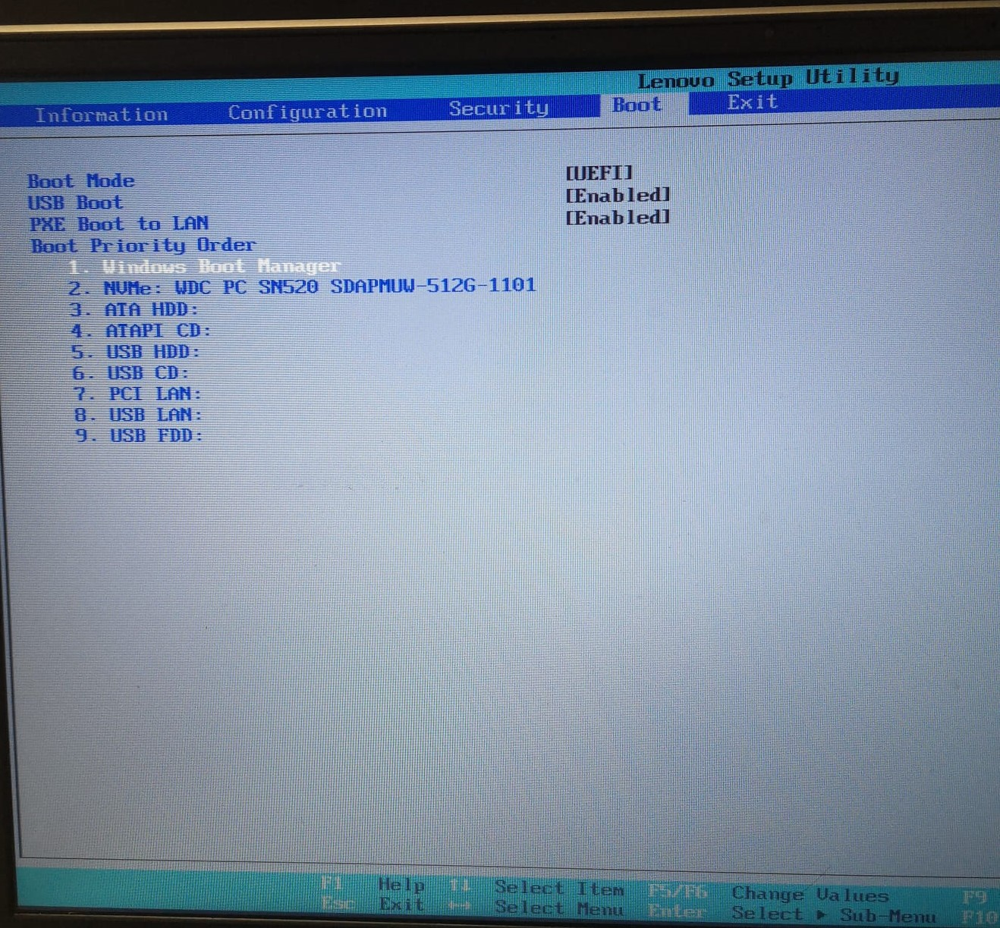 Lenovo Setup Utility
Information Configuration Security Boot Exit
Boot Mode [UEFI]
USB Boot [Enabled]
PXE Boot to LAN [Enabled]
Boot Priority Order
1. Windows Boot Manager
2. NVMe: WDC PC SN520 SDAPMUW-512G-1101
3. ATA HDD:
4. ATAPI CD:
5. USB HDD:
6. USB CD:
7. PCI LAN:
8. USB LAN:
9. USB FDD:
F1 Help ↑↓ Select Item F5/F6 Change Values F9
Esc Exit ←→ Select Menu Enter Select ▶ Sub-Menu F10